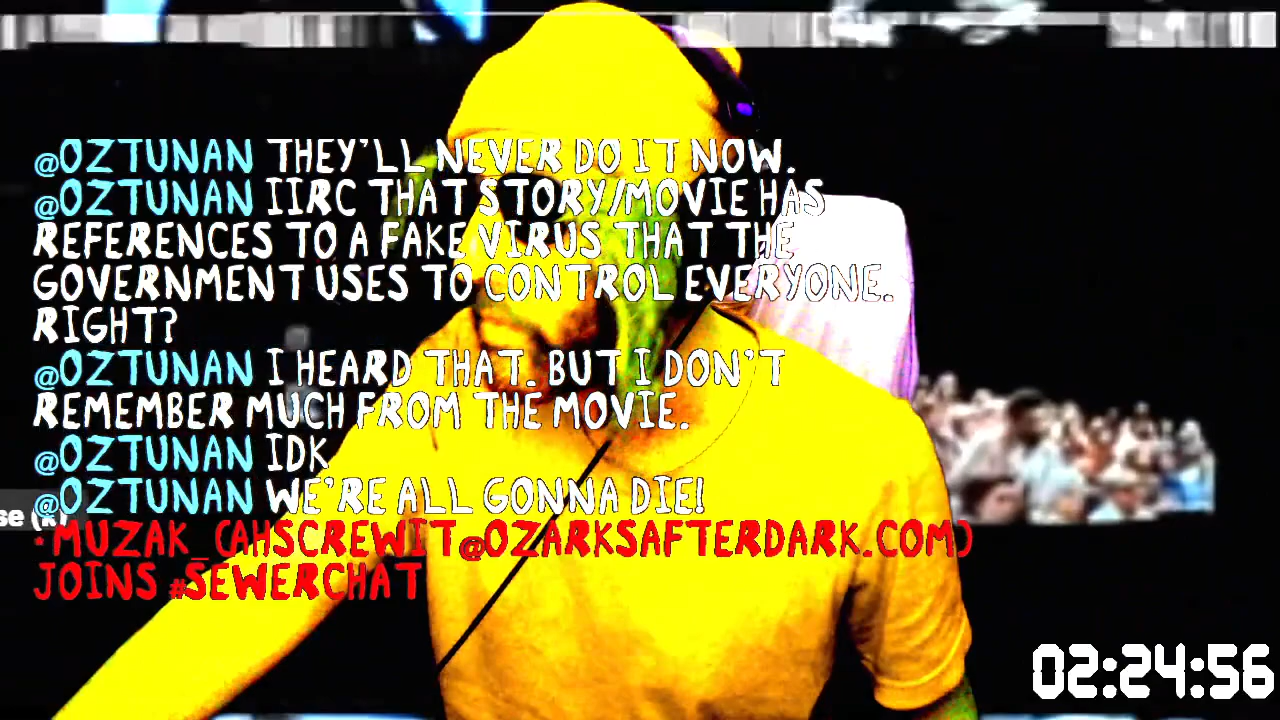 @OZTUNAN THEY'LL NEVER DO IT NOW.
@OZTUNAN IIRC THAT STORY/MOVIE HAS
REFERENCES TO A FAKE VIRUS THAT THE
GOVERNMENT USES TO CONTROL EVERYONE.
RIGHT?
@OZTUNAN I HEARD THAT. BUT I DON'T
REMEMBER MUCH FROM THE MOVIE.
@OZTUNAN IDK
@OZTUNAN WE'RE ALL GONNA DIE!
se (k)
·MUZAK_(AHSCREWIT@OZARKSAFTERDARK.COM)
JOINS #SEWERCHAT
02:24:56